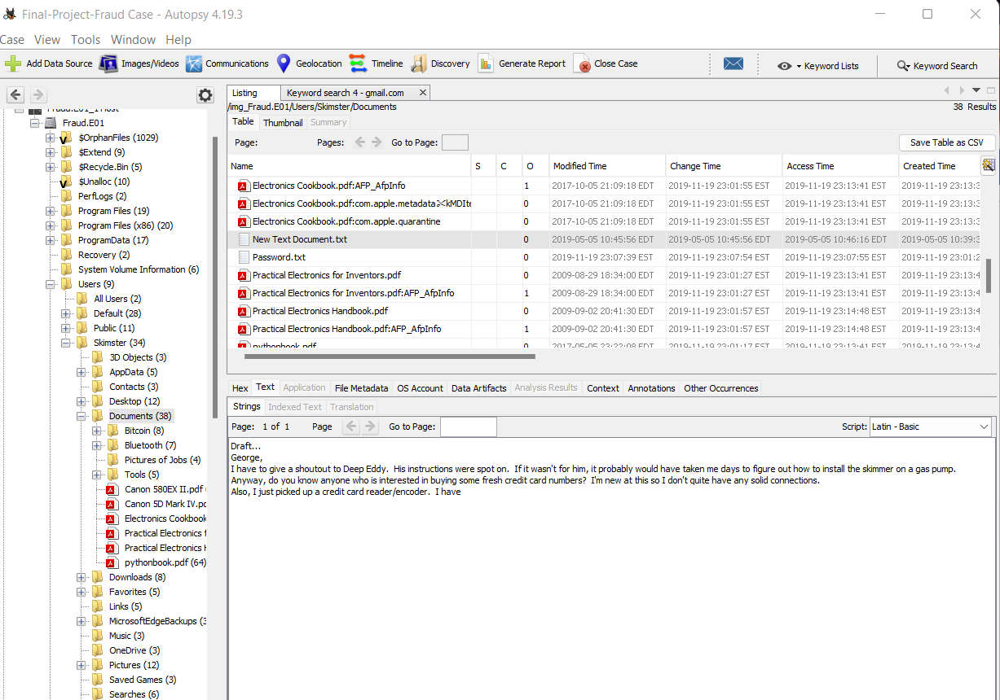 Final-Project-Fraud Case - Autopsy 4.19.3
Case View Tools Window Help
Add Data Source Images/Videos Communications Geolocation Timeline Discovery Generate Report Close Case Keyword Lists Keyword Search
Listing Keyword search 4 - gmail.com
/img_Fraud.E01/Users/Skimster/Documents
38 Results
Table Thumbnail Summary
Page: Pages: Go to Page: Save Table as CSV
Name S C O Modified Time Change Time Access Time Created Time
Electronics Cookbook.pdf:AFP_AfpInfo 1 2017-10-05 21:09:18 EDT 2019-11-19 23:01:55 EST 2019-11-19 23:13:41 EST 2019-11-19 23:13:3
Electronics Cookbook.pdf:com.apple.metadata 0 2017-10-05 21:09:18 EDT 2019-11-19 23:01:55 EST 2019-11-19 23:13:41 EST 2019-11-19 23:13:3
Electronics Cookbook.pdf:com.apple.quarantine 0 2017-10-05 21:09:18 EDT 2019-11-19 23:01:55 EST 2019-11-19 23:13:41 EST 2019-11-19 23:13:3
New Text Document.txt 0 2019-05-05 10:45:56 EDT 2019-05-05 10:45:56 EDT 2019-05-05 10:46:16 EDT 2019-05-05 10:39:3
Password.txt 0 2019-11-19 23:07:39 EST 2019-11-19 23:07:54 EST 2019-11-19 23:07:55 EST 2019-11-19 23:01:2
Practical Electronics for Inventors.pdf 0 2009-08-29 18:34:00 EDT 2019-11-19 23:01:27 EST 2019-11-19 23:13:41 EST 2019-11-19 23:13:4
Practical Electronics for Inventors.pdf:AFP_AfpInfo 1 2009-08-29 18:34:00 EDT 2019-11-19 23:01:27 EST 2019-11-19 23:13:41 EST 2019-11-19 23:13:4
Practical Electronics Handbook.pdf 0 2009-09-02 20:41:30 EDT 2019-11-19 23:01:57 EST 2019-11-19 23:14:48 EST 2019-11-19 23:13:4
Practical Electronics Handbook.pdf:AFP_AfpInfo 1 2009-09-02 20:41:30 EDT 2019-11-19 23:01:57 EST 2019-11-19 23:14:48 EST 2019-11-19 23:13:4
pythonbook.pdf 0 2017-05-05 23:22:08 EDT 2019-11-19 23:01:37 EST 2019-11-19 23:13:41 EST 2019-11-19 23:13:4
Fraud.E01_1 Host
Fraud.E01
$OrphanFiles (1029)
$Extend (9)
$Recycle.Bin (5)
$Unalloc (10)
PerfLogs (2)
Program Files (19)
Program Files (x86) (20)
ProgramData (17)
Recovery (2)
System Volume Information (6)
Users (9)
All Users (2)
Default (28)
Public (11)
Skimster (34)
3D Objects (3)
AppData (5)
Contacts (3)
Desktop (12)
Documents (38)
Bitcoin (8)
Bluetooth (7)
Pictures of Jobs (4)
Tools (5)
Canon 580EX II.pdf (
Canon 5D Mark IV.pd
Electronics Cookbook
Practical Electronics f
Practical Electronics H
pythonbook.pdf (64)
Downloads (8)
Favorites (5)
Links (5)
MicrosoftEdgeBackups (3
Music (3)
OneDrive (3)
Pictures (12)
Saved Games (3)
Searches (6)
Hex Text Application File Metadata OS Account Data Artifacts Analysis Results Context Annotations Other Occurrences
Strings Indexed Text Translation
Page: 1 of 1 Page Go to Page: Script: Latin - Basic
Draft...
George,
I have to give a shoutout to Deep Eddy. His instructions were spot on. If it wasn't for him, it probably would have taken me days to figure out how to install the skimmer on a gas pump.
Anyway, do you know anyone who is interested in buying some fresh credit card numbers? I'm new at this so I don't quite have any solid connections.
Also, I just picked up a credit card reader/encoder. I have